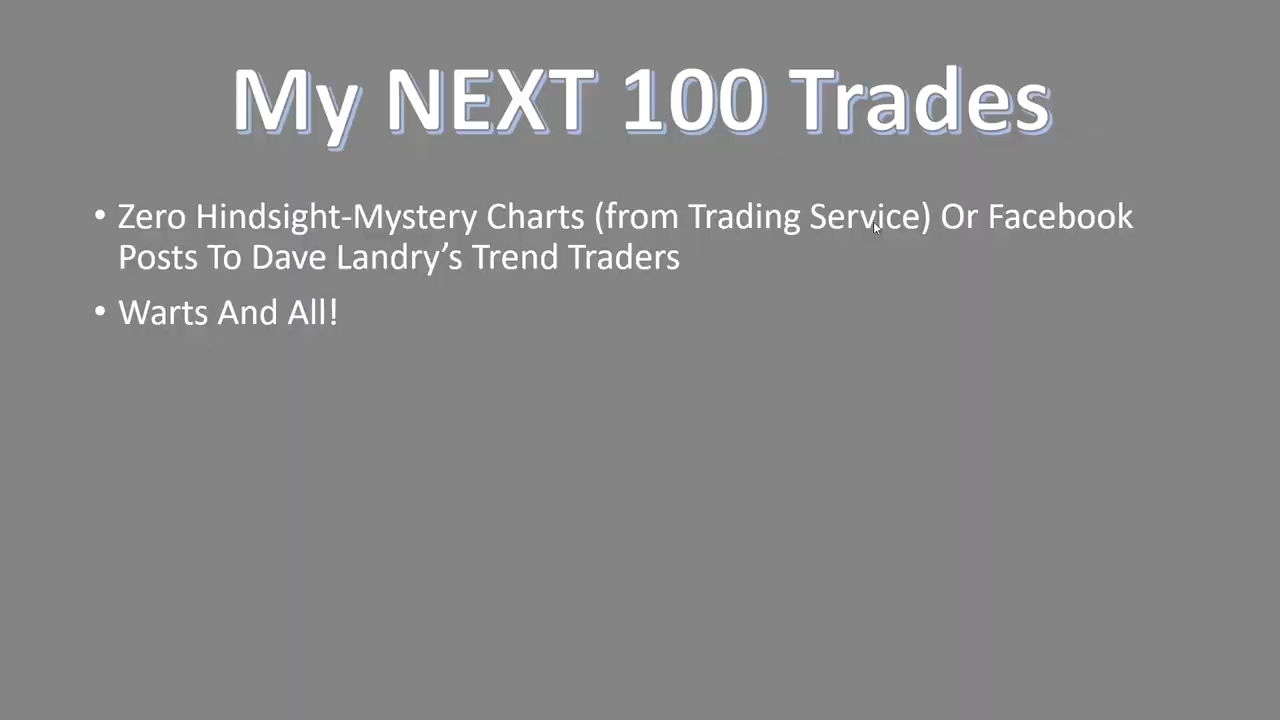 My NEXT 100 Trades
• Zero Hindsight-Mystery Charts (from Trading Service) Or Facebook
Posts To Dave Landry’s Trend Traders
• Warts And All!